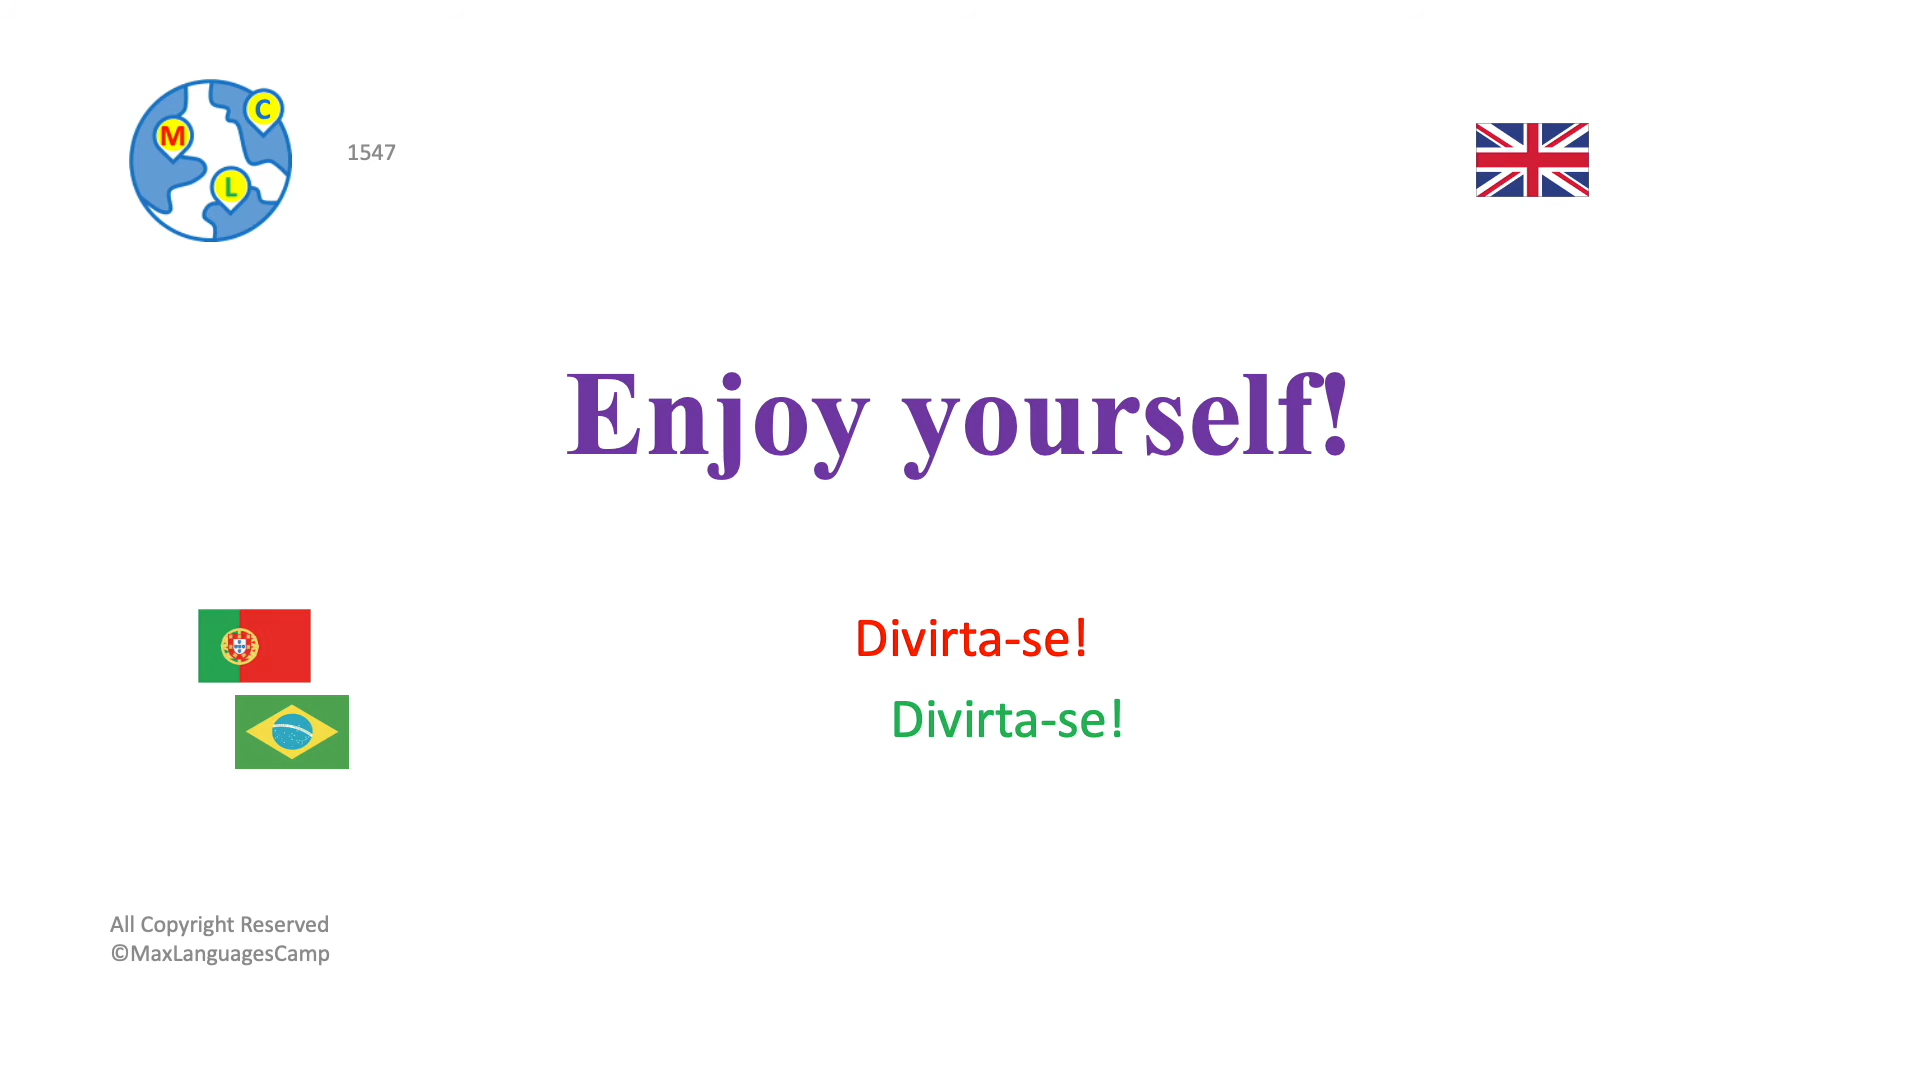 M
C
L
1547
Enjoy yourself!
Divirta-se!
Divirta-se!
All Copyright Reserved
©MaxLanguagesCamp